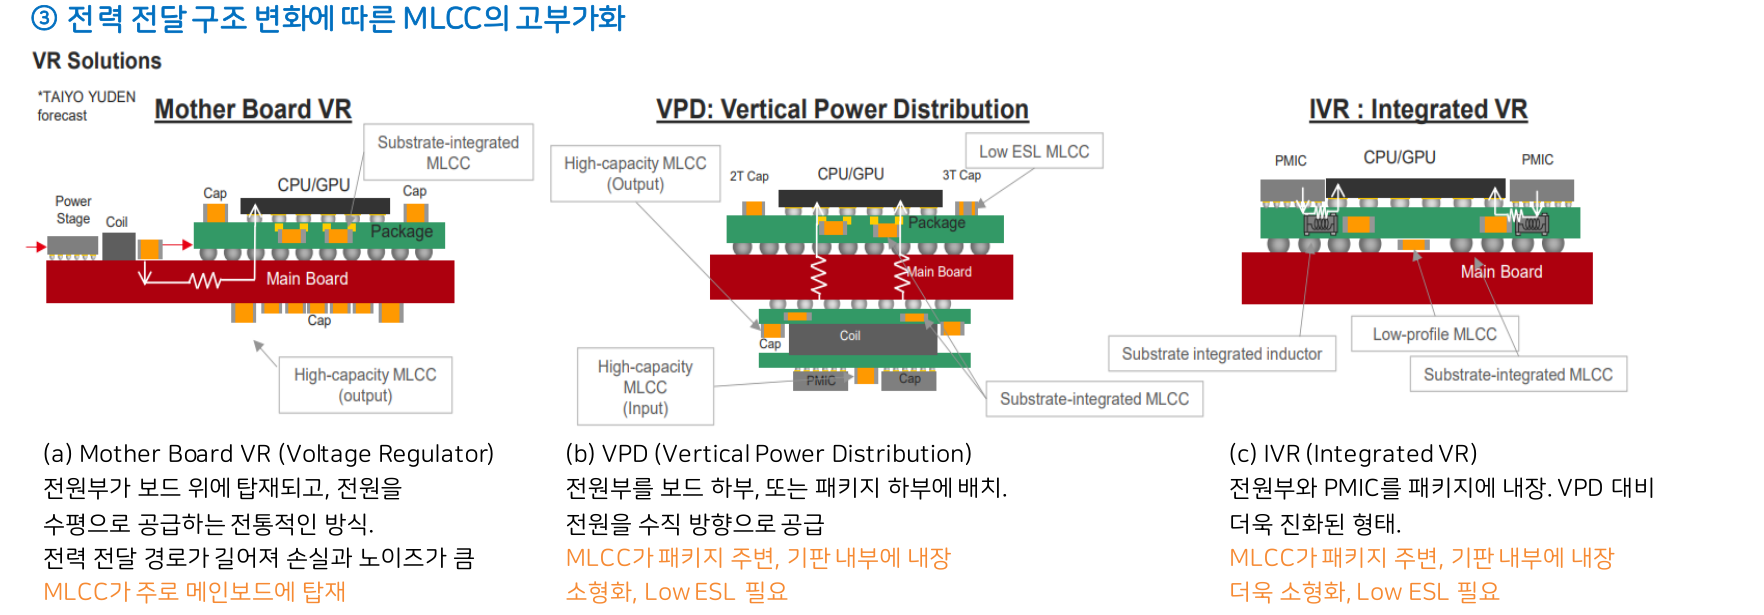 ③ 전력 전달 구조 변화에 따른 MLCC의 고부가화
VR Solutions
*TAIYO YUDEN
forecast
Mother Board VR
Substrate-integrated
MLCC
CPU/GPU
Cap
Cap
Power
Stage
Coil
Package
Main Board
Cap
High-capacity MLCC
(output)
VPD: Vertical Power Distribution
High-capacity MLCC
(Output)
Low ESL MLCC
2T Cap
CPU/GPU
3T Cap
Package
Main Board
Cap
Coil
High-capacity
MLCC
(Input)
PMIC
Cap
Substrate-integrated MLCC
IVR : Integrated VR
PMIC
CPU/GPU
PMIC
Main Board
Low-profile MLCC
Substrate integrated inductor
Substrate-integrated MLCC
(a) Mother Board VR (Voltage Regulator)
전원부가 보드 위에 탑재되고, 전원을
수평으로 공급하는 전통적인 방식.
전력 전달 경로가 길어져 손실과 노이즈가 큼
MLCC가 주로 메인보드에 탑재
(b) VPD (Vertical Power Distribution)
전원부를 보드 하부, 또는 패키지 하부에 배치.
전원을 수직 방향으로 공급
MLCC가 패키지 주변, 기판 내부에 내장
소형화, Low ESL 필요
(c) IVR (Integrated VR)
전원부와 PMIC를 패키지에 내장. VPD 대비
더욱 진화된 형태.
MLCC가 패키지 주변, 기판 내부에 내장
더욱 소형화, Low ESL 필요